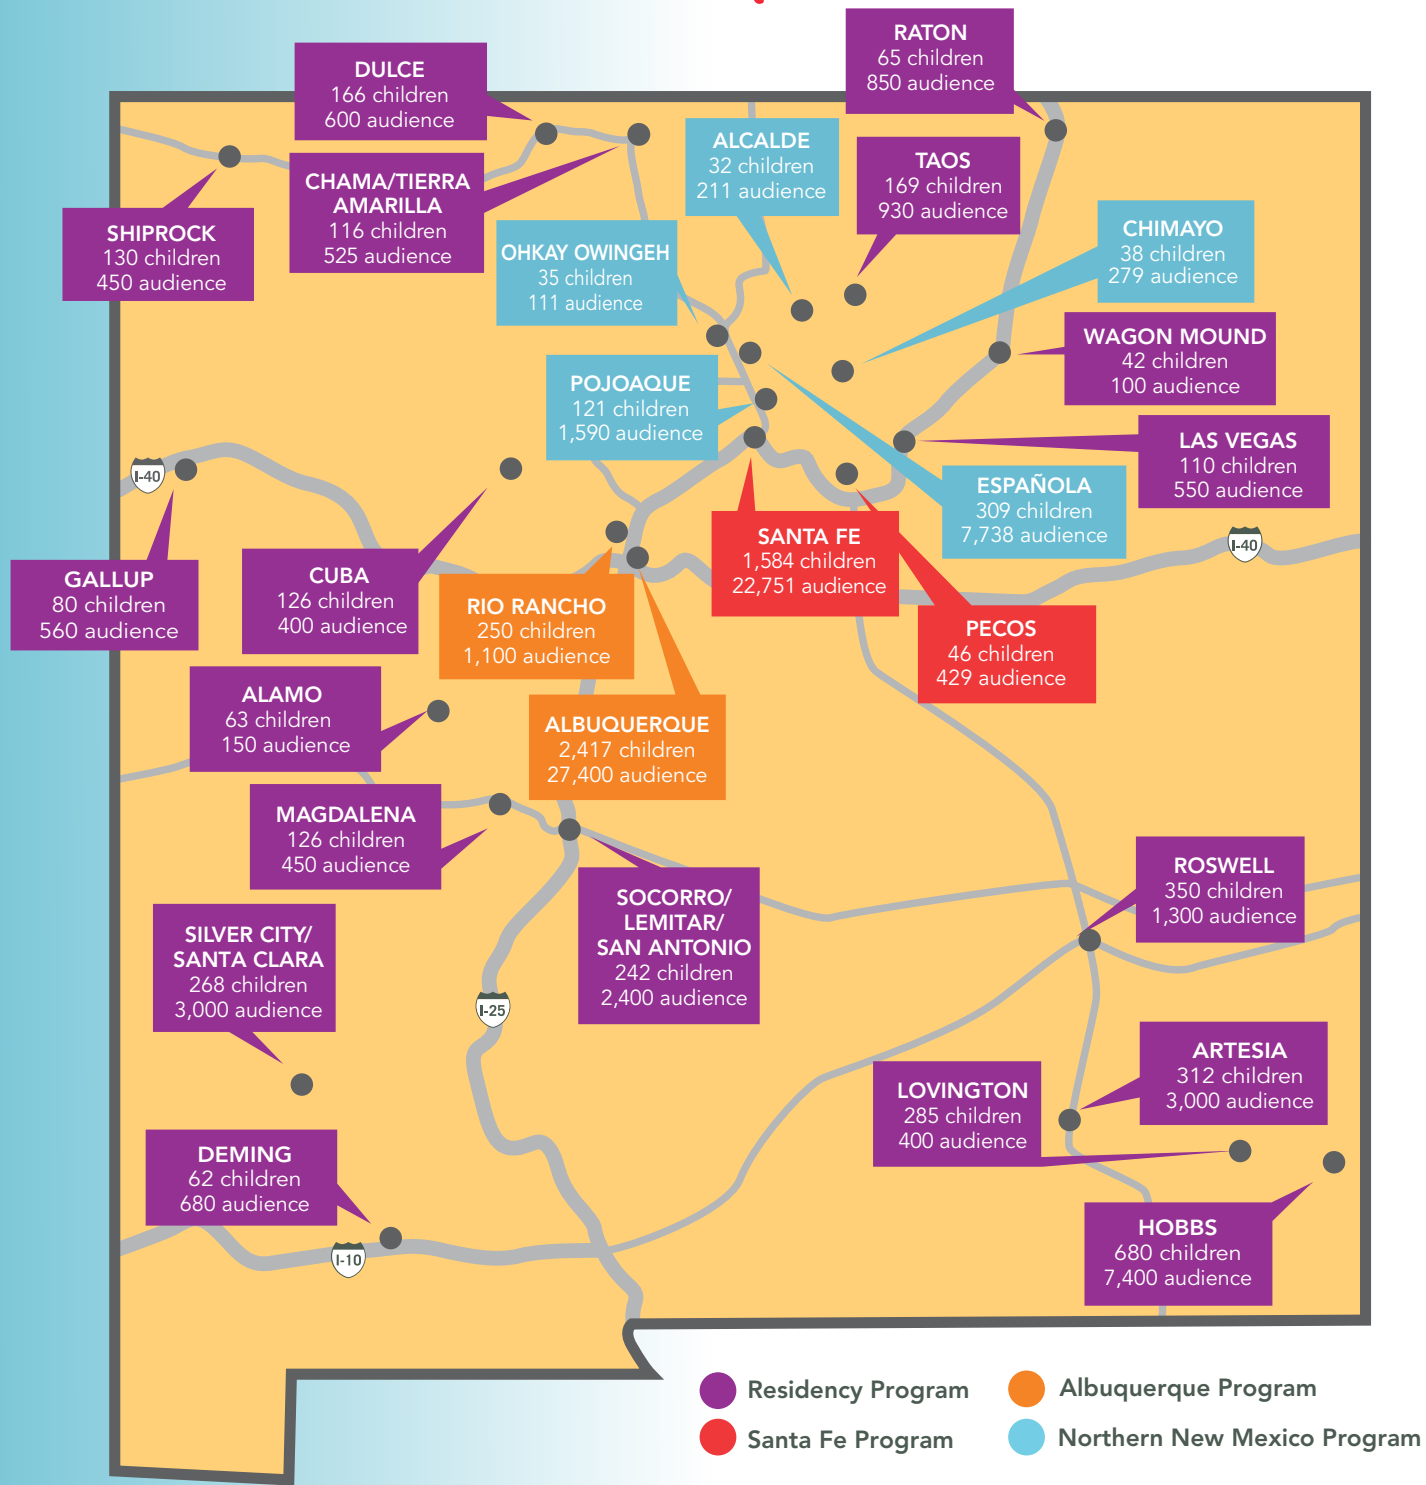 RATON
65 children
850 audience
DULCE
166 children
600 audience
ALCALDE
32 children
211 audience
TAOS
169 children
930 audience
CHAMA/TIERRA
AMARILLA
116 children
525 audience
SHIPROCK
130 children
450 audience
OHKAY OWINGEH
35 children
111 audience
CHIMAYO
38 children
279 audience
WAGON MOUND
42 children
100 audience
POJOAQUE
121 children
1,590 audience
LAS VEGAS
110 children
550 audience
I-40
ESPAÑOLA
309 children
7,738 audience
SANTA FE
1,584 children
22,751 audience
I-40
GALLUP
80 children
560 audience
CUBA
126 children
400 audience
RIO RANCHO
250 children
1,100 audience
PECOS
46 children
429 audience
ALAMO
63 children
150 audience
ALBUQUERQUE
2,417 children
27,400 audience
MAGDALENA
126 children
450 audience
SOCORRO/
LEMITAR/
SAN ANTONIO
242 children
2,400 audience
ROSWELL
350 children
1,300 audience
SILVER CITY/
SANTA CLARA
268 children
3,000 audience
I-25
ARTESIA
312 children
3,000 audience
LOVINGTON
285 children
400 audience
DEMING
62 children
680 audience
HOBBS
680 children
7,400 audience
I-10
Residency Program
Albuquerque Program
Santa Fe Program
Northern New Mexico Program